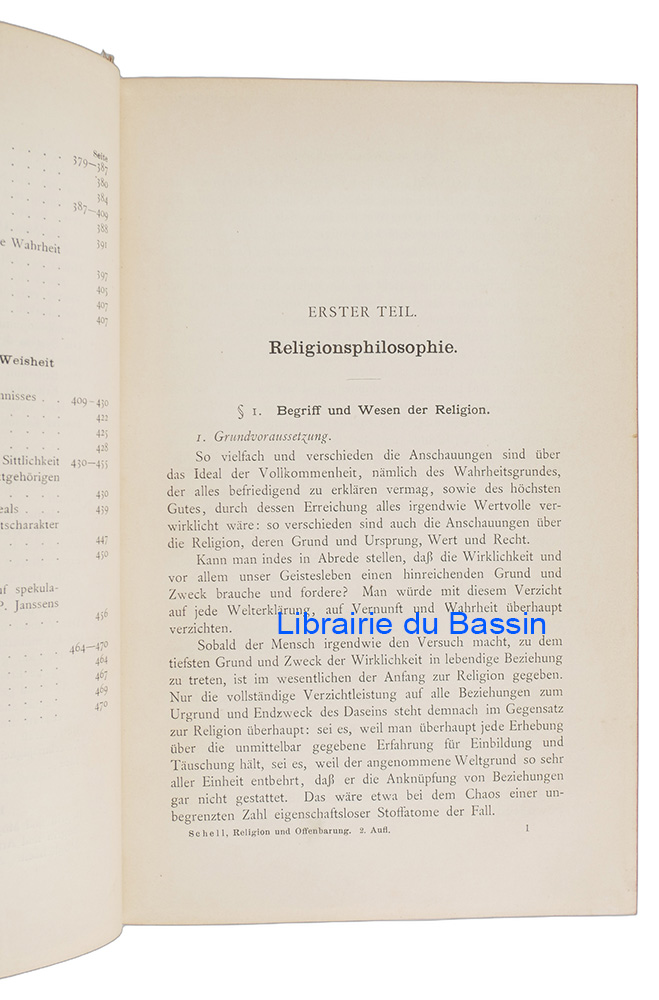 Seite
379—387
380
384
387—409
388
e Wahrheit 391
397
405
407
407
Weisheit
nnisses . . 409-430
422
425
428
Sittlichkeit 430—455
ttgehörigen
430
eals . . . 439
tscharakter
447
450
uf spekula-
P. Janssens
456
464—470
464
467
469
470
ERSTER TEIL.
Religionsphilosophie.
§ 1. Begriff und Wesen der Religion.
1. Grundvoraussetzung.
So vielfach und verschieden die Anschauungen sind über
das Ideal der Vollkommenheit, nämlich des Wahrheitsgrundes,
der alles befriedigend zu erklären vermag, sowie des höchsten
Gutes, durch dessen Erreichung alles irgendwie Wertvolle ver-
wirklicht wäre: so verschieden sind auch die Anschauungen über
die Religion, deren Grund und Ursprung, Wert und Recht.
Kann man indes in Abrede stellen, daß die Wirklichkeit und
vor allem unser Geistesleben einen hinreichenden Grund und
Zweck brauche und fordere? Man würde mit diesem Verzicht
auf jede Welterklärung, auf Vernunft und Wahrheit überhaupt
verzichten.
Librairie du Bassin
Sobald der Mensch irgendwie den Versuch macht, zu dem
tiefsten Grund und Zweck der Wirklichkeit in lebendige Beziehung
zu treten, ist im wesentlichen der Anfang zur Religion gegeben.
Nur die vollständige Verzichtleistung auf alle Beziehungen zum
Urgrund und Endzweck des Daseins steht demnach im Gegensatz
zur Religion überhaupt: sei es, weil man überhaupt jede Erhebung
über die unmittelbar gegebene Erfahrung für Einbildung und
Täuschung hält, sei es, weil der angenommene Weltgrund so sehr
aller Einheit entbehrt, daß er die Anknüpfung von Beziehungen
gar nicht gestattet. Das wäre etwa bei dem Chaos einer un-
begrenzten Zahl eigenschaftsloser Stoffatome der Fall.
Schell, Religion und Offenbarung. 2. Aufl. 1